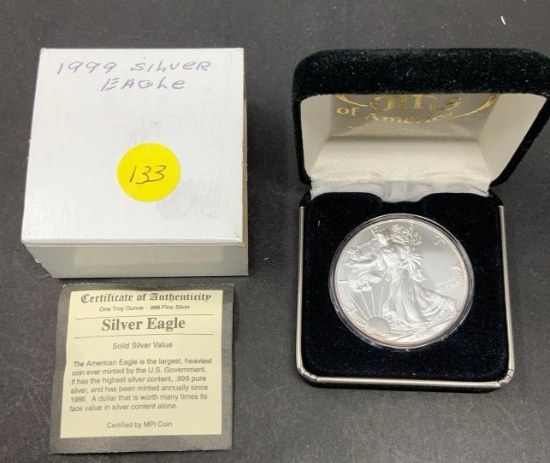 1999 SILVER
EAGLE
133
of America
Certificate of Authenticity
One Troy Ounce - .999 Fine Silver
Silver Eagle
Solid Silver Value
The American Eagle is the largest, heaviest
coin ever minted by the U.S. Government.
It has the highest silver content, .999 pure
silver, and has been minted annually since
1986. A dollar that is worth many times its
face value in silver content alone.
Certified by MPI Coin